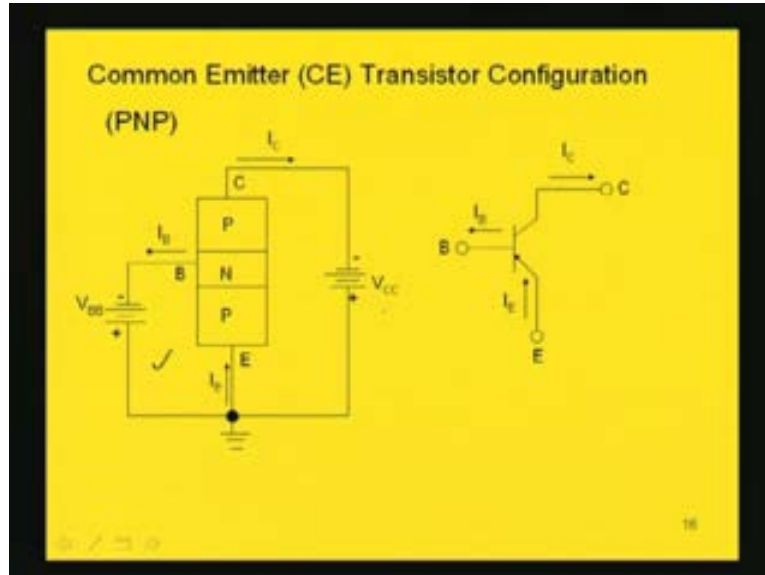 Common Emitter (CE) Transistor Configuration
(PNP)
I_C
C
P
I_B
B
N
V_BB
-
+
P
E
I_E
-
V_CC
+
I_C
C
I_B
B
I_E
E
16